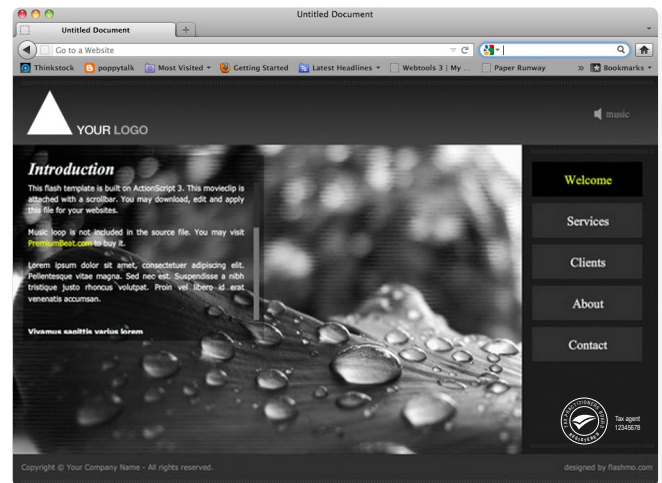 Untitled Document
Untitled Document
Go to a Website
Thinkstock poppytalk Most Visited Getting Started Latest Headlines Webtools 3 | My ... Paper Runway » Bookmarks
YOUR LOGO
music
Introduction
This flash template is built on ActionScript 3. This movieclip is
attached with a scrollbar. You may download, edit and apply
this file for your websites.
Music loop is not included in the source file. You may visit
PremiumBeat.com to buy it.
Lorem ipsum dolor sit amet, consectetuer adipiscing elit.
Pellentesque vitae magna. Sed nec est. Suspendisse a nibh
tristique justo rhoncus volutpat. Proin vel libero id erat
venenatis accumsan.
Vivamus sagittis varius lorem
Welcome
Services
Clients
About
Contact
TAX PRACTITIONERS BOARD
REGISTERED
Tax agent
12345678
Copyright © Your Company Name - All rights reserved.
designed by flashmo.com